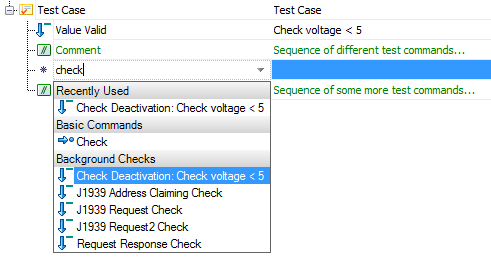 Test Case Test Case
Value Valid Check voltage < 5
Comment Sequence of different test commands...
check
Recently Used
Check Deactivation: Check voltage < 5
Sequence of some more test commands...
Basic Commands
Check
Background Checks
Check Deactivation: Check voltage < 5
J1939 Address Claiming Check
J1939 Request Check
J1939 Request2 Check
Request Response Check